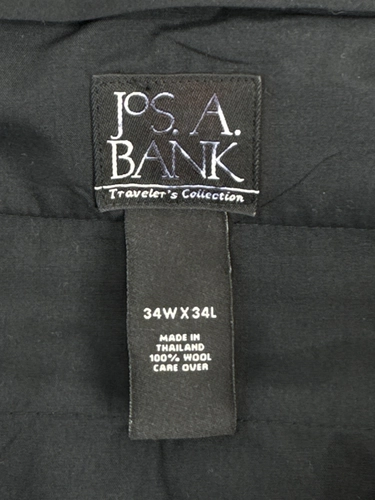 JOS. A.
BANK
Traveler's Collection
34W X 34L
MADE IN
THAILAND
100% WOOL
CARE OVER